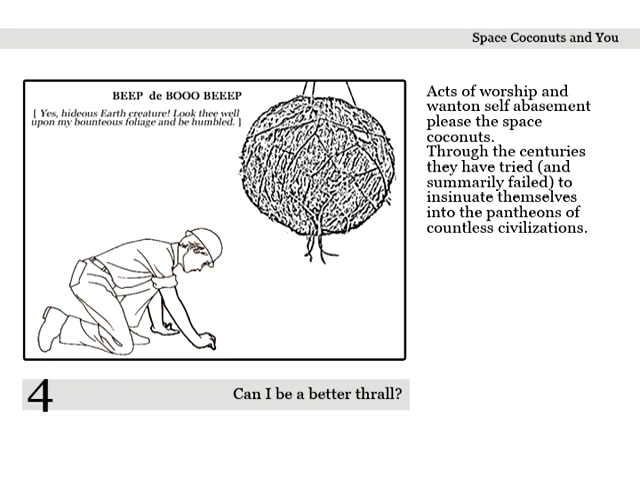 Space Coconuts and You
BEEP de BOOO BEEEP
[ Yes, hideous Earth creature! Look they well
upon my bounteous foliage and be humbled. ]
Acts of worship and
wanton self abasement
please the space
coconuts.
Through the centuries
they have tried (and
summarily failed) to
insinuate themselves
into the pantheons of
countless civilizations.
4
Can I be a better thrall?